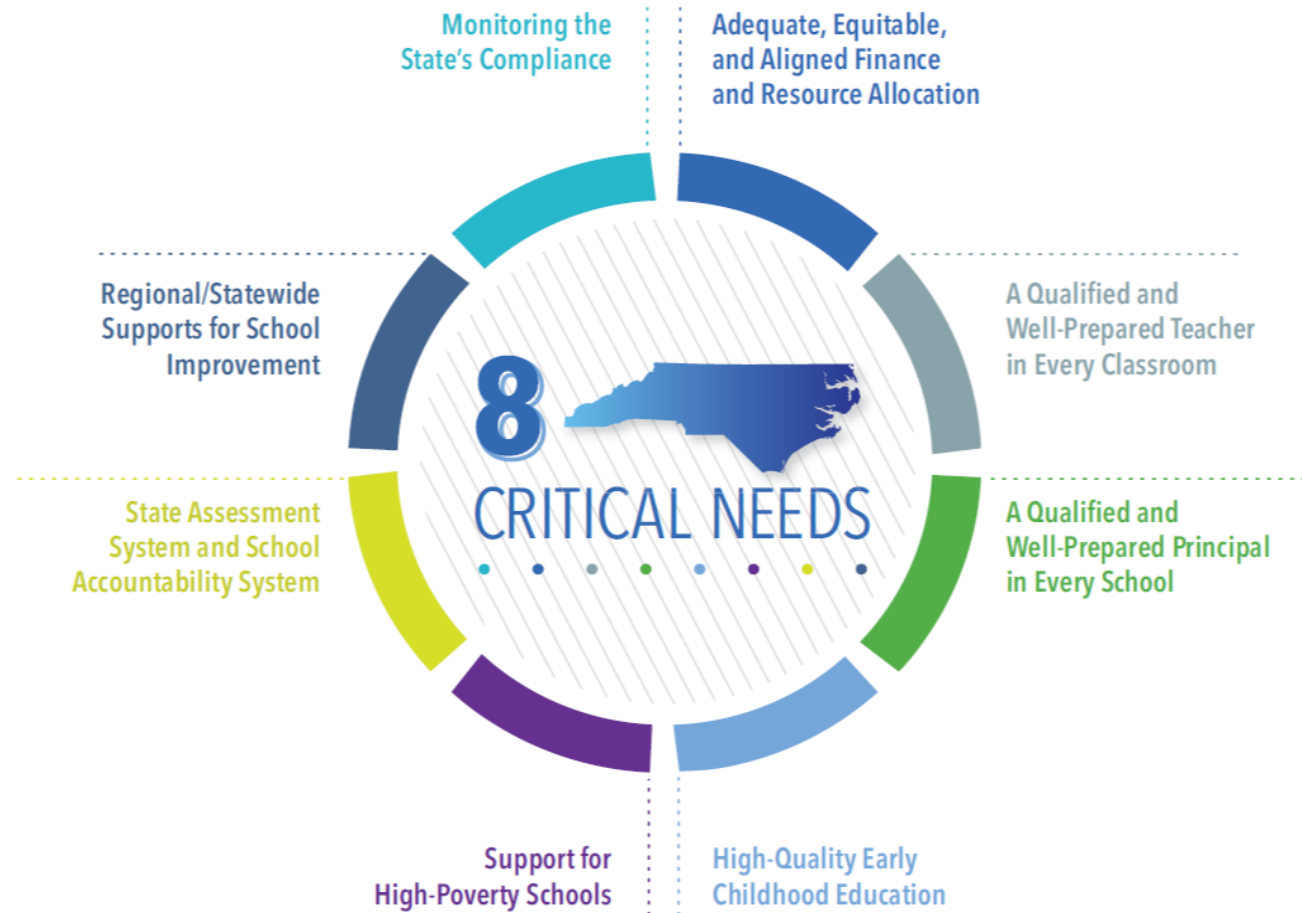 Monitoring the
State's Compliance
Adequate, Equitable,
and Aligned Finance
and Resource Allocation
Regional/Statewide
Supports for School
Improvement
A Qualified and
Well-Prepared Teacher
in Every Classroom
8
CRITICAL NEEDS
State Assessment
System and School
Accountability System
A Qualified and
Well-Prepared Principal
in Every School
Support for
High-Poverty Schools
High-Quality Early
Childhood Education